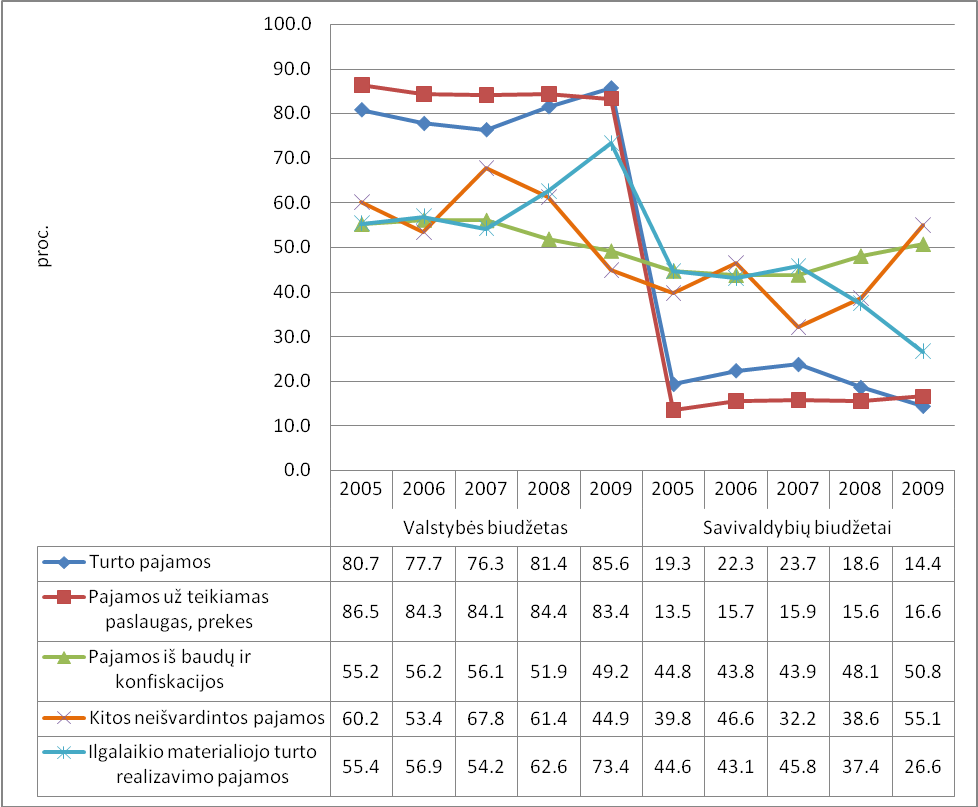 100.0
90.0
80.0
70.0
60.0
50.0
40.0
30.0
20.0
10.0
0.0
proc.
2005 2006 2007 2008 2009 2005 2006 2007 2008 2009
Valstybės biudžetas Savivaldybių biudžetai
Turto pajamos 80.7 77.7 76.3 81.4 85.6 19.3 22.3 23.7 18.6 14.4
Pajamos už teikiamas
paslaugas, prekes 86.5 84.3 84.1 84.4 83.4 13.5 15.7 15.9 15.6 16.6
Pajamos iš baudų ir
konfiskacijos 55.2 56.2 56.1 51.9 49.2 44.8 43.8 43.9 48.1 50.8
Kitos neišvardintos pajamos 60.2 53.4 67.8 61.4 44.9 39.8 46.6 32.2 38.6 55.1
Ilgalaikio materialiojo turto
realizavimo pajamos 55.4 56.9 54.2 62.6 73.4 44.6 43.1 45.8 37.4 26.6